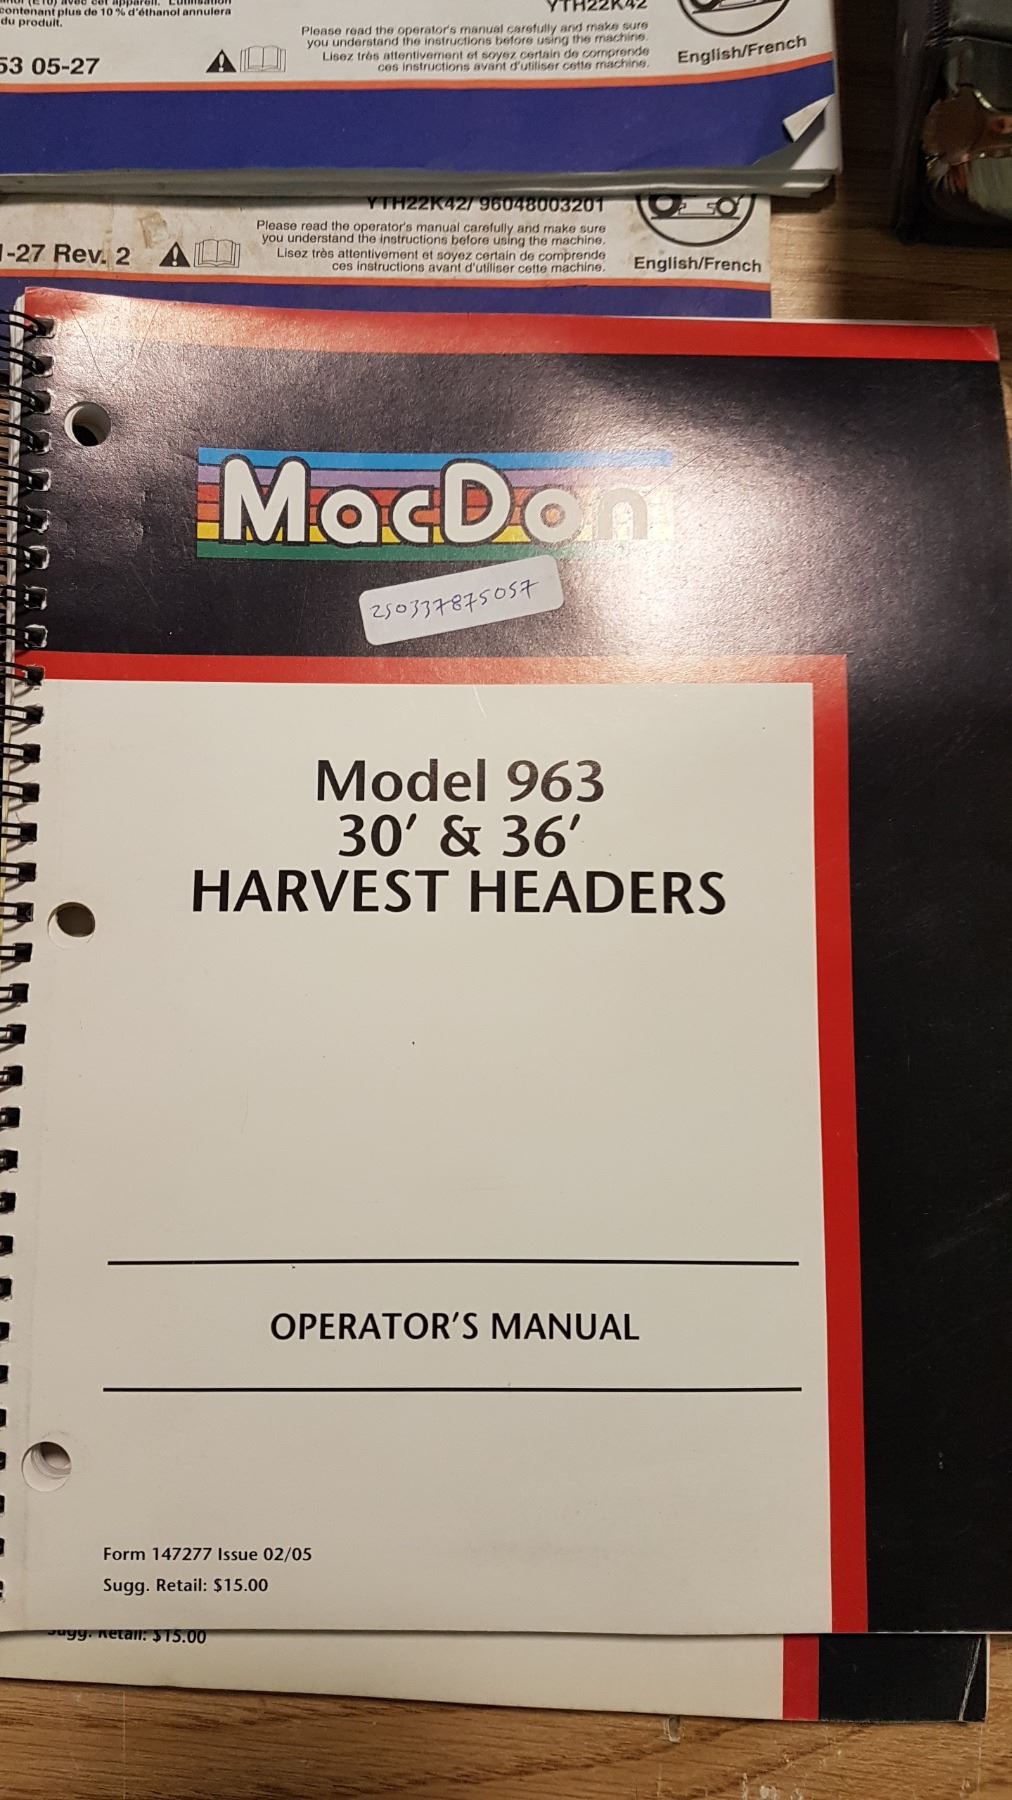 contenant plus de 10 % d'éthanol annulera
du produit.
53 05-27
YTH22K42
Please read the operator's manual carefully and make sure
you understand the instructions before using the machine.
Lisez très attentivement et soyez certain de comprende
ces instructions avant d'utiliser cette machine.
English/French
-27 Rev. 2
YTH22K42/ 96048003201
Please read the operator's manual carefully and make sure
you understand the instructions before using the machine.
Lisez très attentivement et soyez certain de comprende
ces instructions avant d'utiliser cette machine.
English/French
MacDon
250337875057
Model 963
30' & 36'
HARVEST HEADERS
OPERATOR'S MANUAL
Form 147277 Issue 02/05
Sugg. Retail: $15.00
Sugg. Retail: $15.00